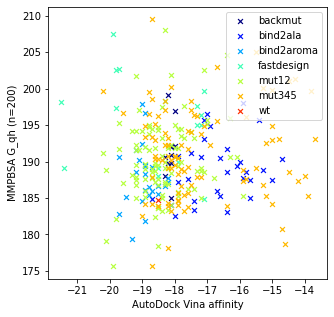 210
205
200
195
190
185
180
175
MMPBSA G_qh (n=200)
backmut
bind2ala
bind2aroma
fastdesign
mut12
mut345
wt
−21 −20 −19 −18 −17 −16 −15 −14
AutoDock Vina affinity